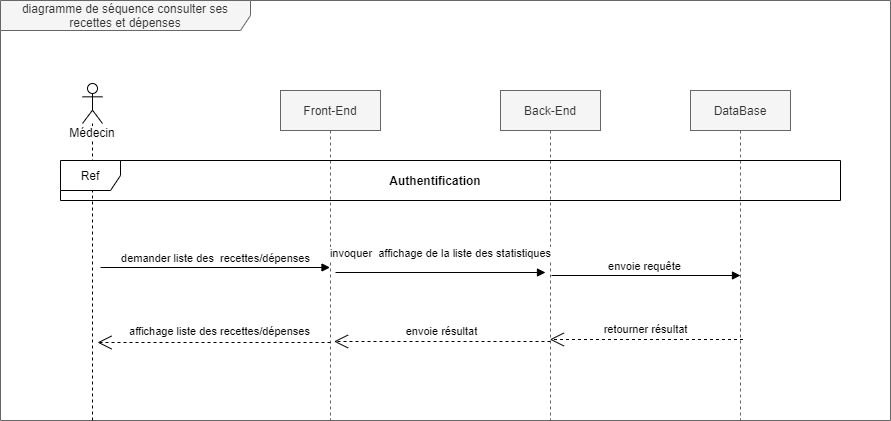 diagramme de séquence consulter ses
recettes et dépenses
Médecin
Front-End
Back-End
DataBase
Ref
Authentification
demander liste des recettes/dépenses
invoquer affichage de la liste des statistiques
envoie requête
affichage liste des recettes/dépenses
envoie résultat
retourner résultat